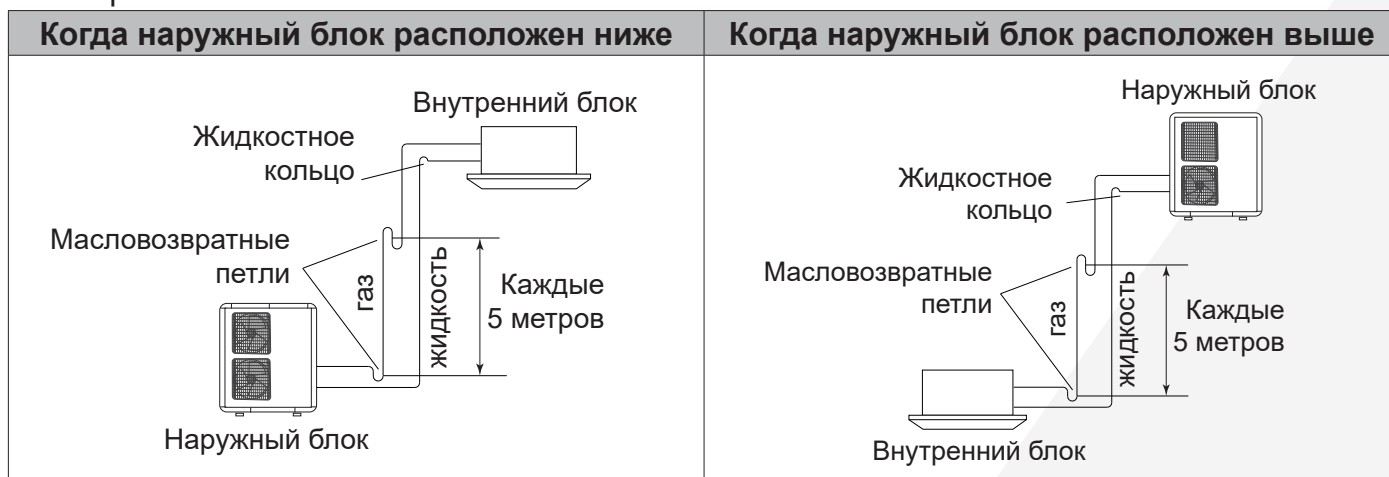 Когда наружный блок расположен ниже
Внутренний блок
Жидкостное
кольцо
Масловозвратные
петли
газ
жидкость
Каждые
5 метров
Наружный блок
Когда наружный блок расположен выше
Наружный блок
Жидкостное
кольцо
Масловозвратные
петли
газ
жидкость
Каждые
5 метров
Внутренний блок